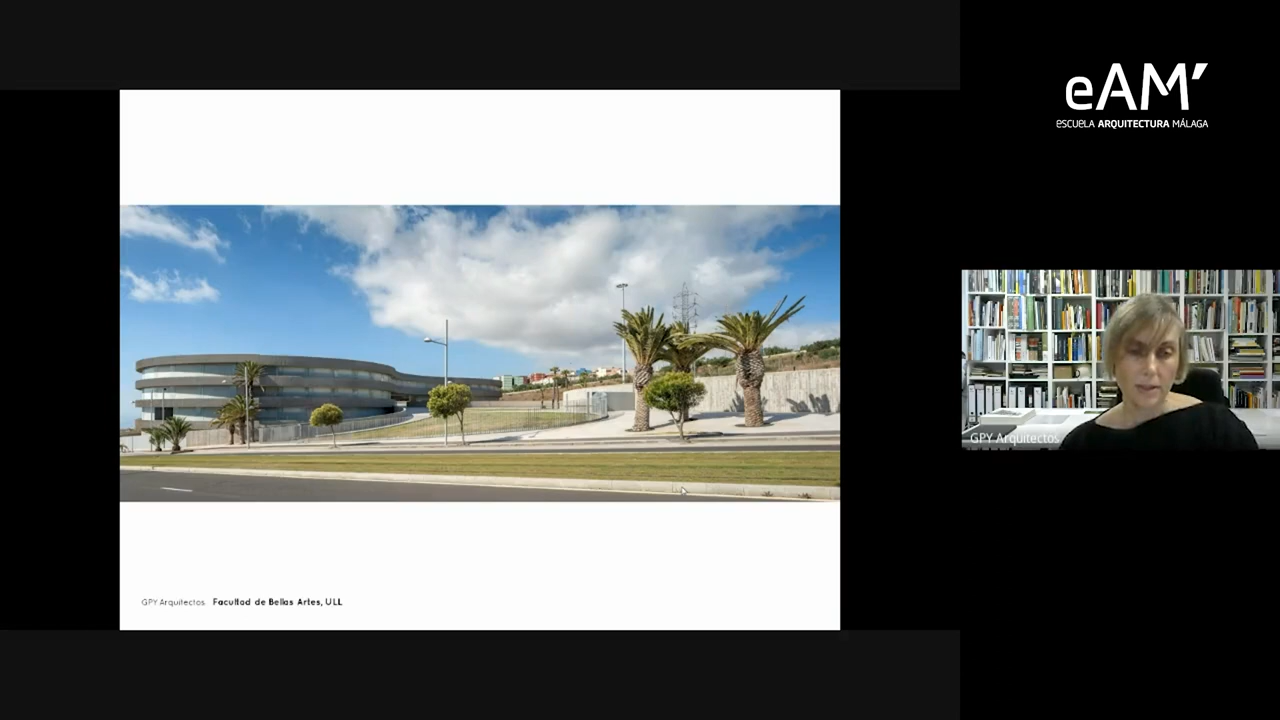 eAM'
ESCUELA ARQUITECTURA MÁLAGA
GPY Arquitectos
GPY Arquitectos Facultad de Bellas Artes, ULL